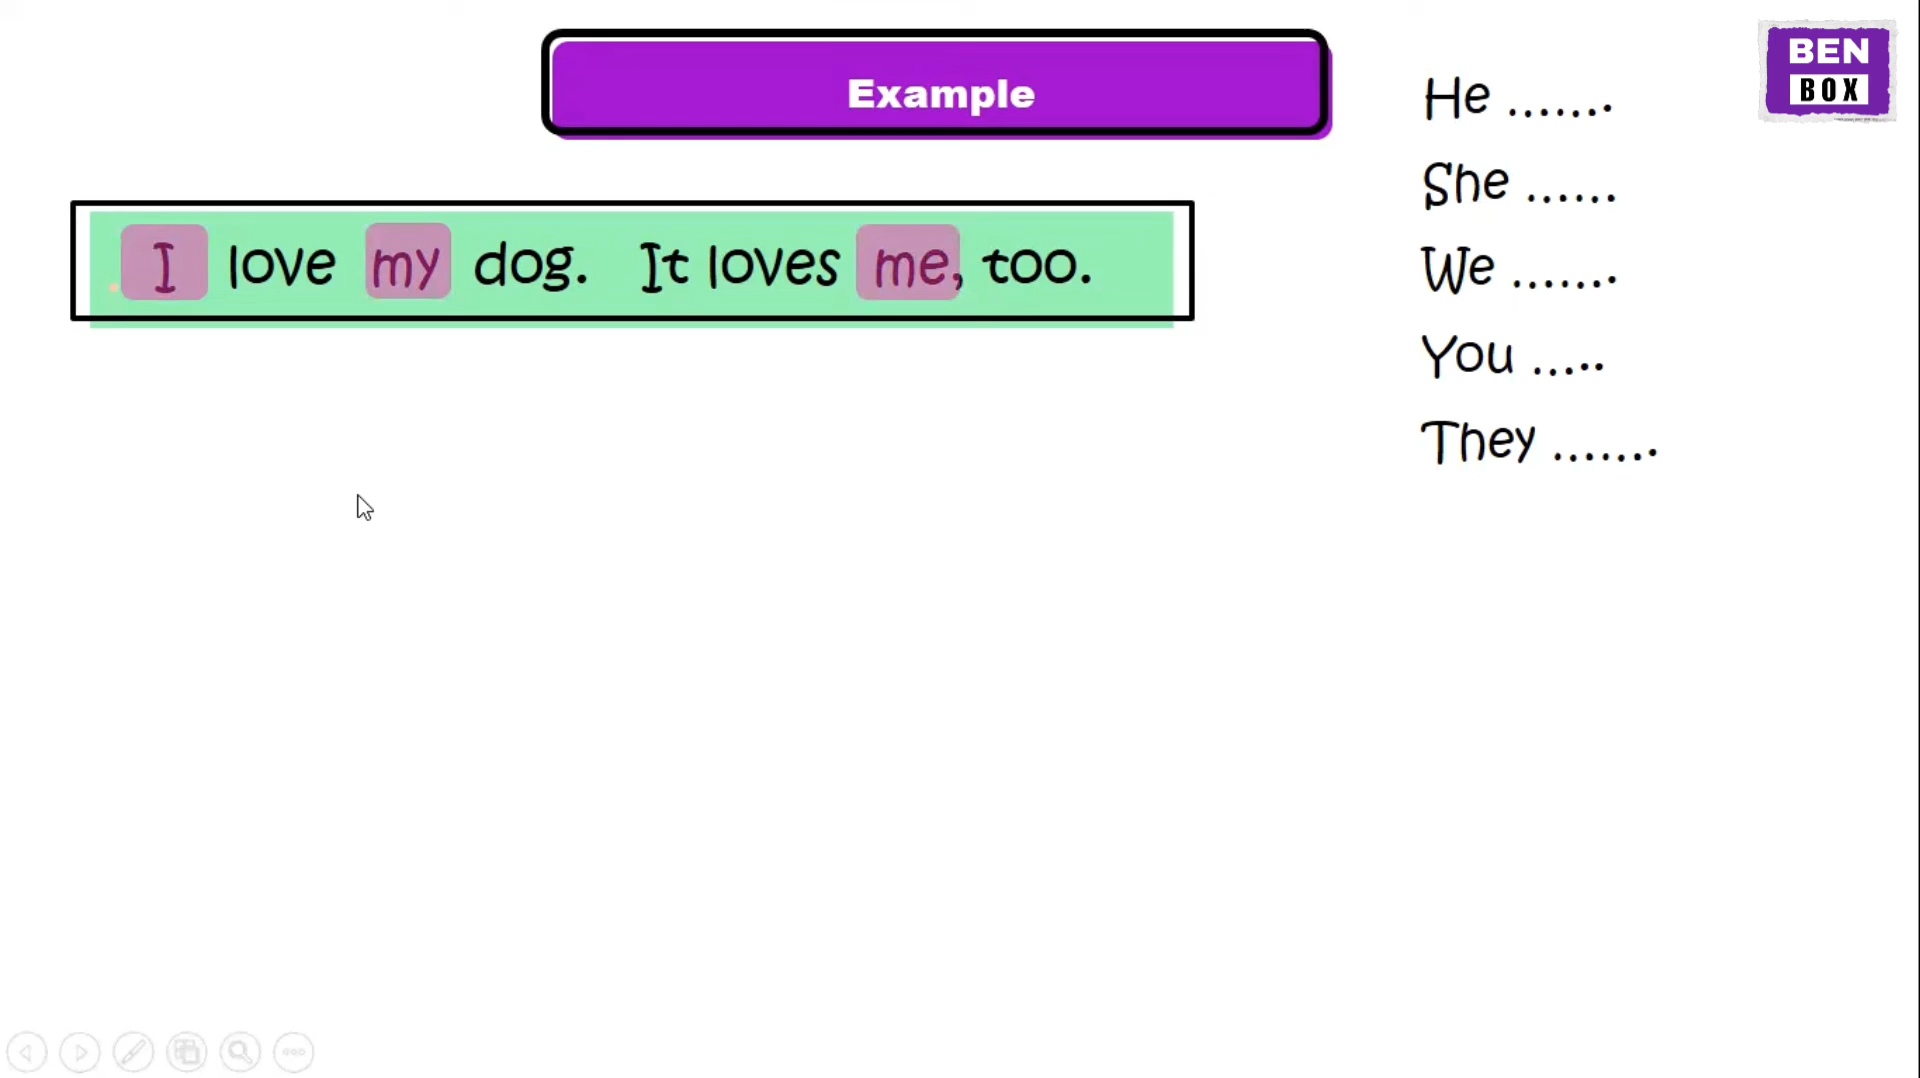 Example
BEN
BOX
I love my dog. It loves me, too.
He .......
She ......
We .......
You .....
They .......